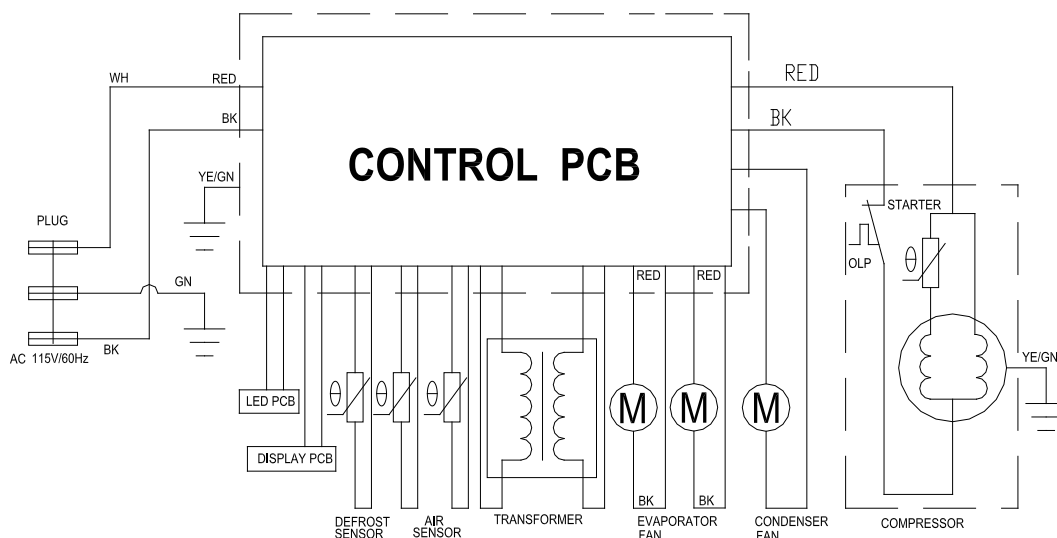 WH
RED
BK
YE/GN
CONTROL PCB
RED
BK
PLUG
GN
BK
AC 115V/60Hz
STARTER
OLP
θ
YE/GN
RED
RED
LED PCB
DISPLAY PCB
θ
θ
θ
M
M
M
BK
BK
DEFROST
SENSOR
AIR
SENSOR
TRANSFORMER
EVAPORATOR
FAN
CONDENSER
FAN
COMPRESSOR